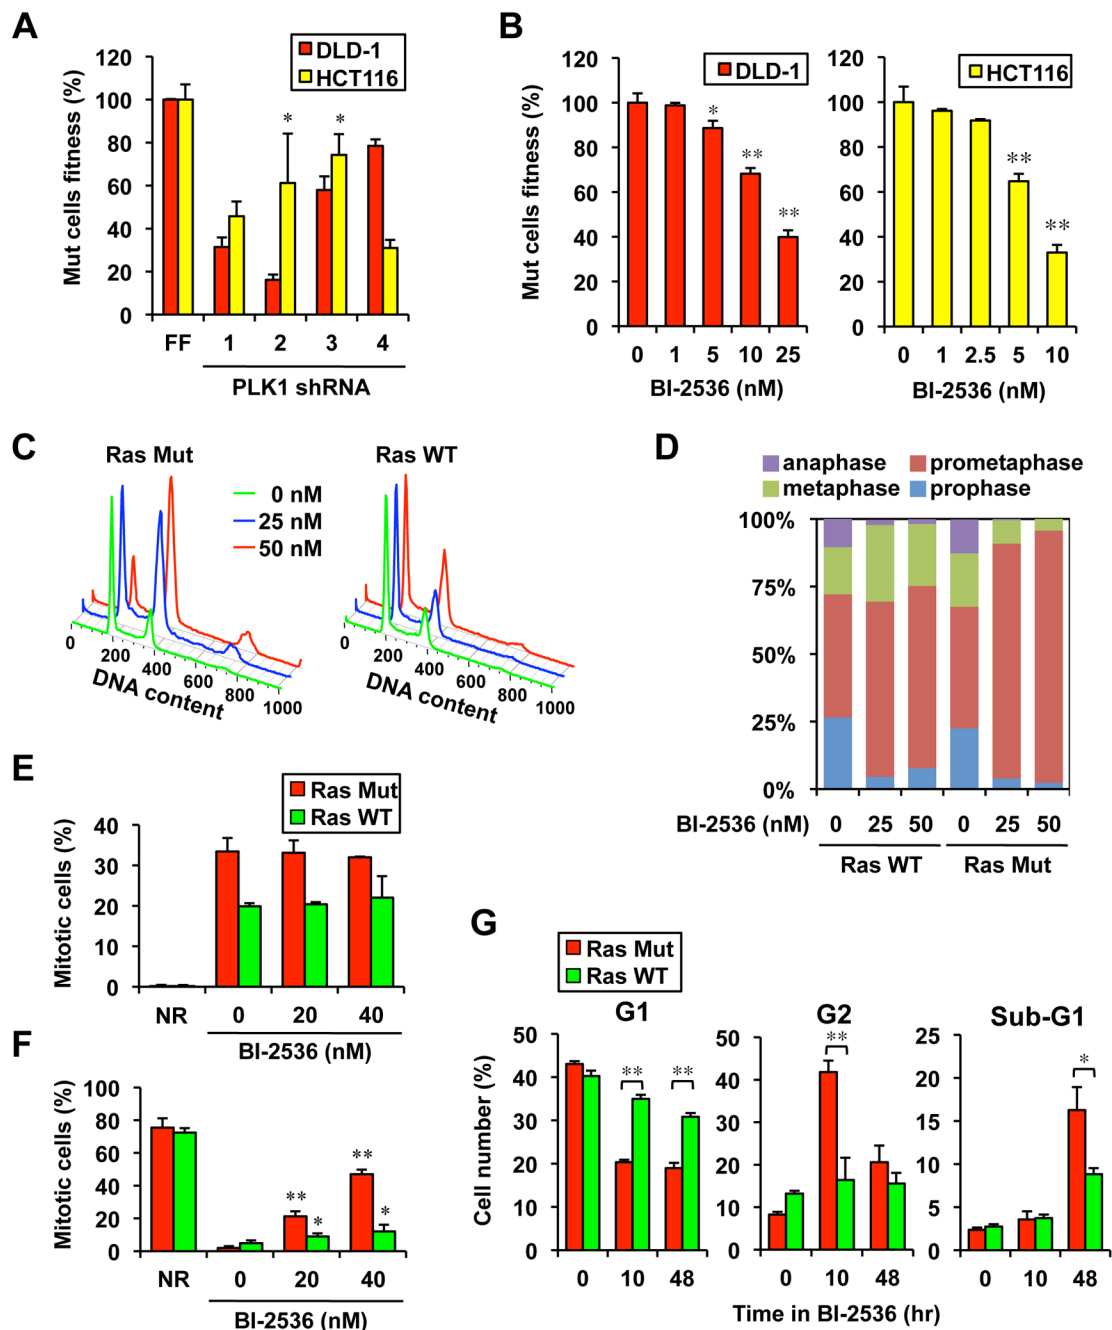 A
DLD-1
HCT116
Mut cells fitness (%)
120
100
80
60
40
20
0
*
*
FF 1 2 3 4
PLK1 shRNA
B
DLD-1
Mut cells fitness (%)
120
100
80
60
40
20
0
*
**
**
0 1 5 10 25
BI-2536 (nM)
HCT116
120
100
80
60
40
20
0
**
**
0 1 2.5 5 10
BI-2536 (nM)
C
Ras Mut
Ras WT
0 nM
25 nM
50 nM
0
200
400
600
800
1000
DNA content
0
200
400
600
800
1000
DNA content
D
anaphase
prometaphase
metaphase
prophase
100%
75%
50%
25%
0%
BI-2536 (nM) 0 25 50 0 25 50
Ras WT
Ras Mut
E
Ras Mut
Ras WT
Mitotic cells (%)
40
30
20
10
0
NR 0 20 40
BI-2536 (nM)
F
Mitotic cells (%)
100
80
60
40
20
0
**
*
**
*
NR 0 20 40
BI-2536 (nM)
G
Ras Mut
Ras WT
G1
Cell number (%)
50
40
30
20
10
0
**
**
0 10 48
G2
50
40
30
20
10
0
**
0 10 48
Sub-G1
25
20
15
10
5
0
*
0 10 48
Time in BI-2536 (hr)